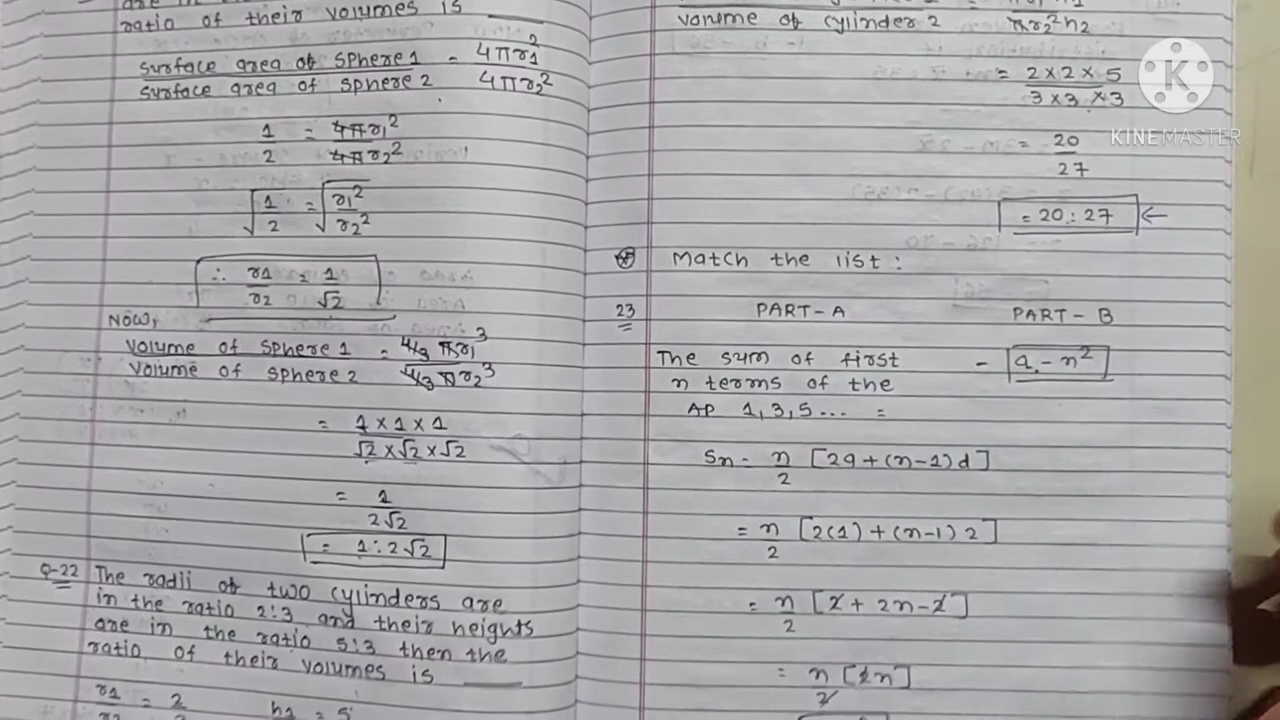 ratio of their volumes is ____
surface area of sphere 1 = 4πr1²
surface area of sphere 2 4πr2²
1 = 4πr1²
2 4πr2²
√1 = √r1²
2 r2²
∴ r1 = 1
r2 √2
Now,
volume of sphere 1 = 4/3 πr1³
volume of sphere 2 4/3 πr2³
= 1 × 1 × 1
√2 × √2 × √2
= 1
2√2
= 1:2√2
Q-22 The radii of two cylinders are
in the ratio 2:3 and their heights
are in the ratio 5:3 then the
ratio of their volumes is ____
r1 = 2 h1 = 5
volume of cylinder 2 πr2²h2
= 2×2×5
3×3×3
= 20
27
= 20:27 ←
Match the list:
23 PART-A PART-B
The sum of first - a.-n²
n terms of the
AP 1,3,5... =
Sn = n [2a+(n-1)d]
2
= n [2(1)+(n-1)2]
2
= n [2+2n-2]
2
= n [2n]
2
KINEMASTER